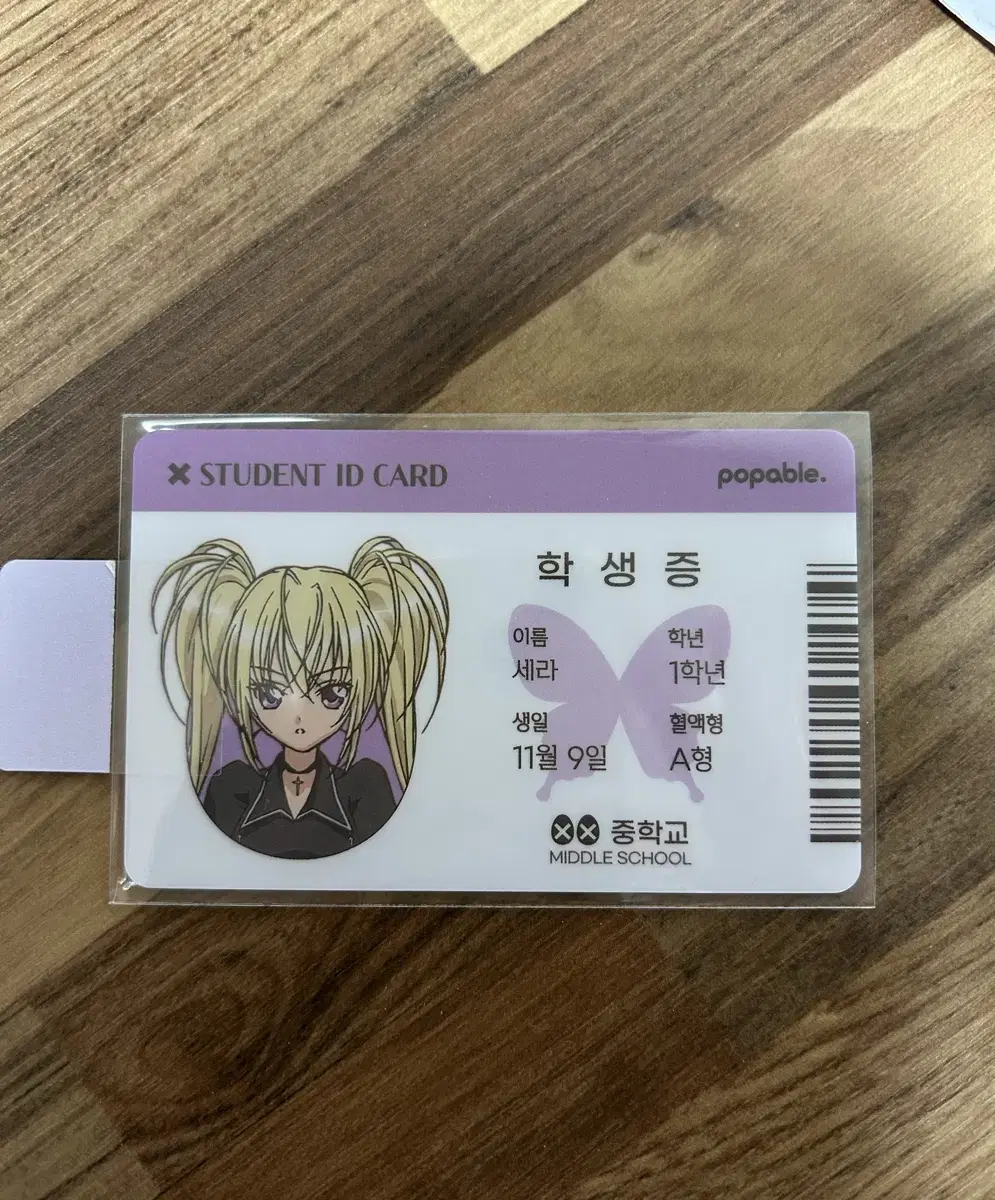 STUDENT ID CARD
popable.
학생증
이름
세라
학년
1학년
생일
11월 9일
혈액형
A형
중학교
MIDDLE SCHOOL